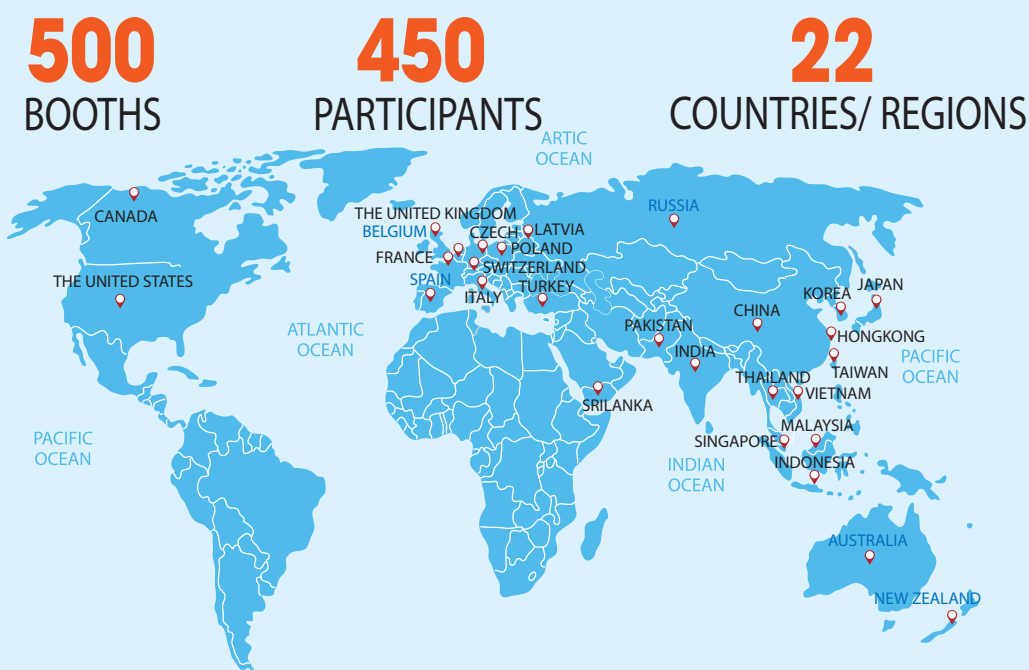 500
BOOTHS
450
PARTICIPANTS
22
COUNTRIES/ REGIONS
ARTIC
OCEAN
CANADA
THE UNITED STATES
THE UNITED KINGDOM
BELGIUM
CZECH
LATVIA
POLAND
FRANCE
SWITZERLAND
SPAIN
ITALY
TURKEY
RUSSIA
ATLANTIC
OCEAN
PACIFIC
OCEAN
CHINA
KOREA
JAPAN
PAKISTAN
INDIA
HONGKONG
TAIWAN
PACIFIC
OCEAN
THAILAND
VIETNAM
SRILANKA
MALAYSIA
SINGAPORE
INDONESIA
INDIAN
OCEAN
AUSTRALIA
NEW ZEALAND